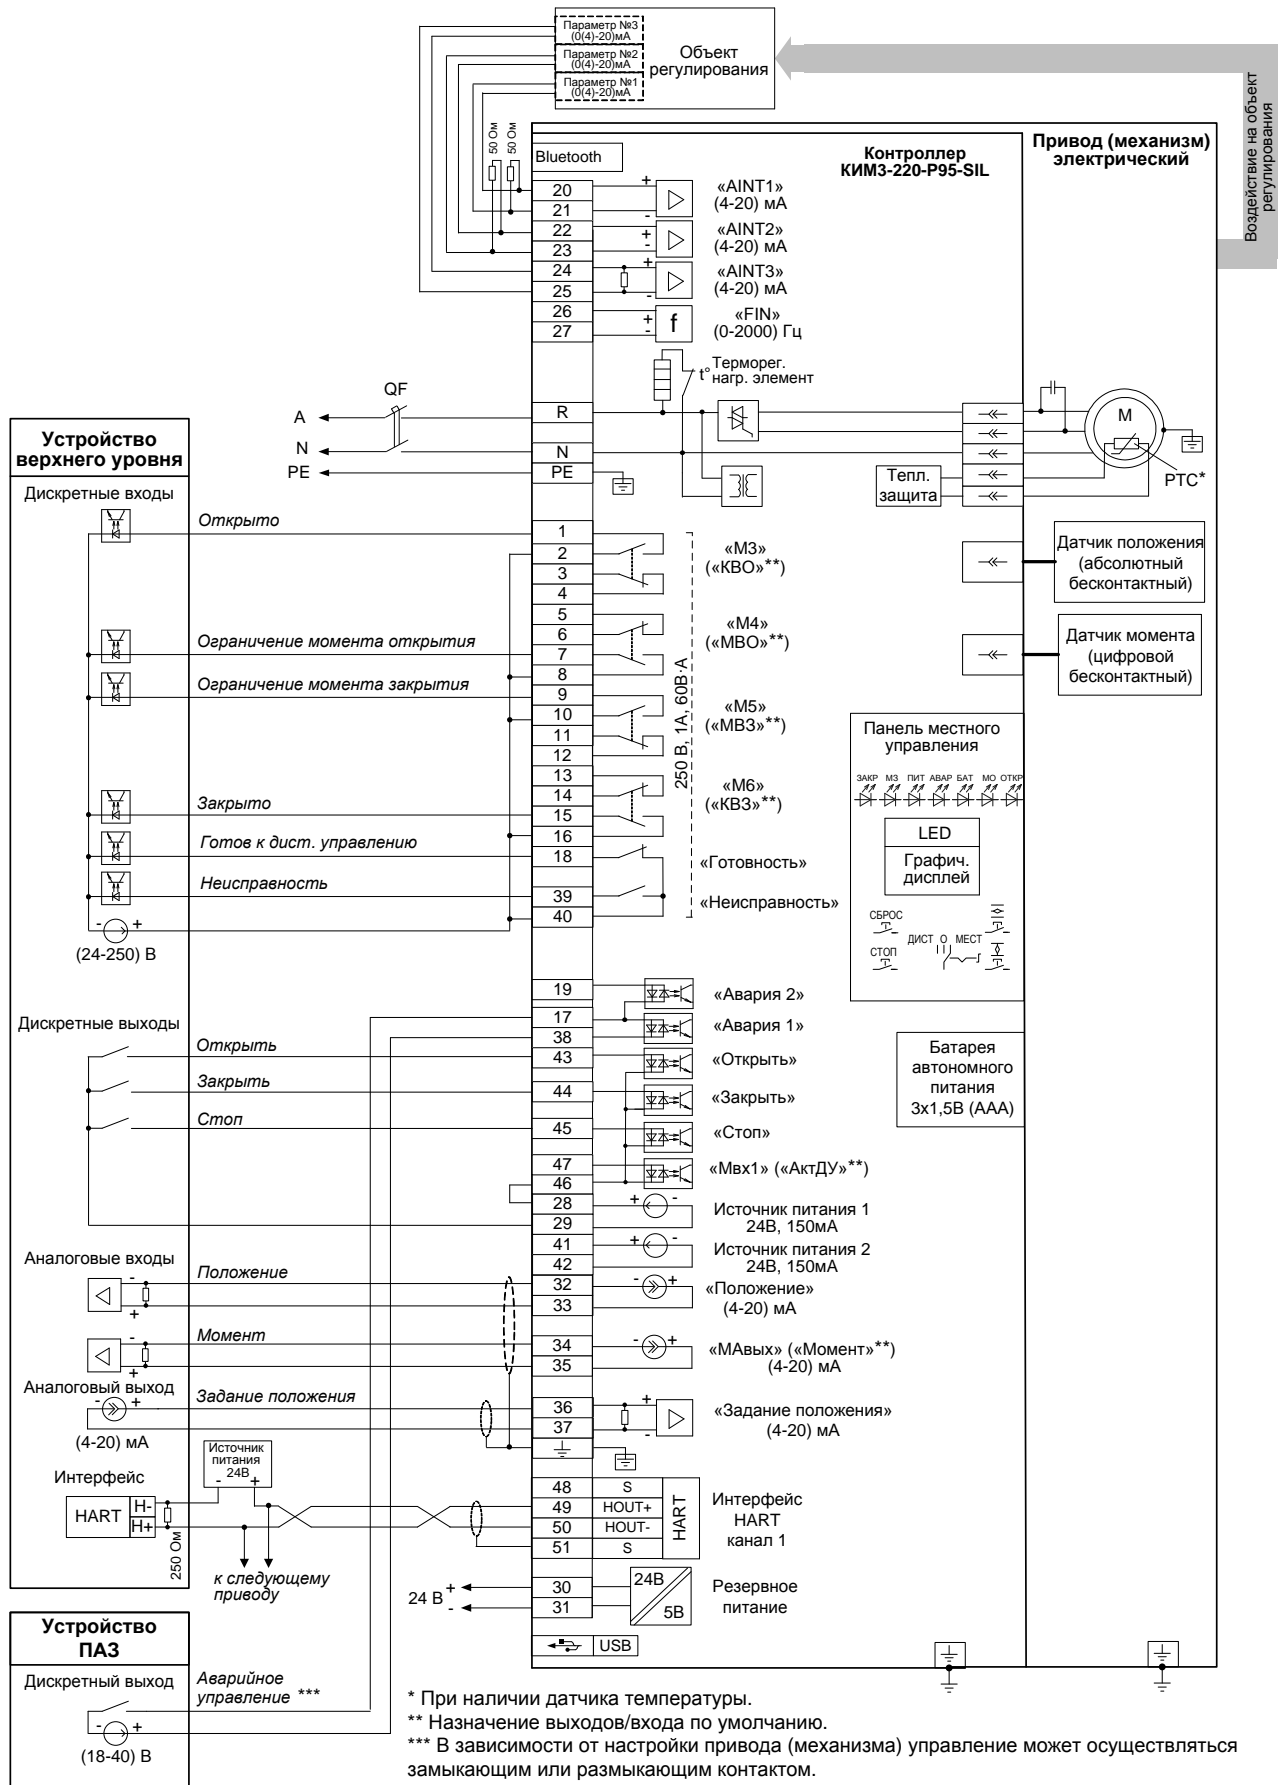 Параметр №3
(0(4)-20)мА
Параметр №2
(0(4)-20)мА
Параметр №1
(0(4)-20)мА
Объект
регулирования
Воздействие на объект
регулирования
50 Ом
50 Ом
Bluetooth
Контроллер
КИМ3-220-Р95-SIL
Привод (механизм)
электрический
20
21
22
23
24
25
26
27
+
-
«AINT1»
(4-20) мА
+
-
«AINT2»
(4-20) мА
+
-
«AINT3»
(4-20) мА
+
-
f
«FIN»
(0-2000) Гц
t°
Терморег.
нагр. элемент
QF
A
N
PE
R
N
PE
M
PTC*
Тепл.
защита
Устройство
верхнего уровня
Дискретные входы
Открыто
Ограничение момента открытия
Ограничение момента закрытия
Закрыто
Готов к дист. управлению
Неисправность
- +
(24-250) В
1
2
3
4
5
6
7
8
9
10
11
12
13
14
15
16
18
39
40
«М3»
(«КВО»**)
«М4»
(«МВО»**)
«М5»
(«МВЗ»**)
«М6»
(«КВЗ»**)
«Готовность»
«Неисправность»
250 В, 1А, 60В·А
Датчик положения
(абсолютный
бесконтактный)
Датчик момента
(цифровой
бесконтактный)
Панель местного
управления
ЗАКР МЗ ПИТ АВАР БАТ МО ОТКР
LED
Графич.
дисплей
СБРОС
СТОП
ДИСТ О МЕСТ
Дискретные выходы
Открыть
Закрыть
Стоп
19
17
38
43
44
45
47
46
28
29
41
42
32
33
34
35
36
37
«Авария 2»
«Авария 1»
«Открыть»
«Закрыть»
«Стоп»
«Мвх1» («АктДУ»**)
+ -
Источник питания 1
24В, 150мА
+ -
Источник питания 2
24В, 150мА
- +
«Положение»
(4-20) мА
- +
«МАвых» («Момент»**)
(4-20) мА
+
-
«Задание положения»
(4-20) мА
Батарея
автономного
питания
3х1,5В (ААА)
Аналоговые входы
-
+
Положение
-
+
Момент
Аналоговый выход
- +
Задание положения
(4-20) мА
Источник
питания
24В
- +
Интерфейс
HART
H-
H+
250 Ом
к следующему
приводу
48
49
50
51
S
HOUT+
HOUT-
S
HART
Интерфейс
HART
канал 1
24 В
+
-
30
31
24В
5В
Резервное
питание
USB
Устройство
ПАЗ
Дискретный выход
Аварийное
управление ***
- +
(18-40) В
* При наличии датчика температуры.
** Назначение выходов/входа по умолчанию.
*** В зависимости от настройки привода (механизма) управление может осуществляться
замыкающим или размыкающим контактом.